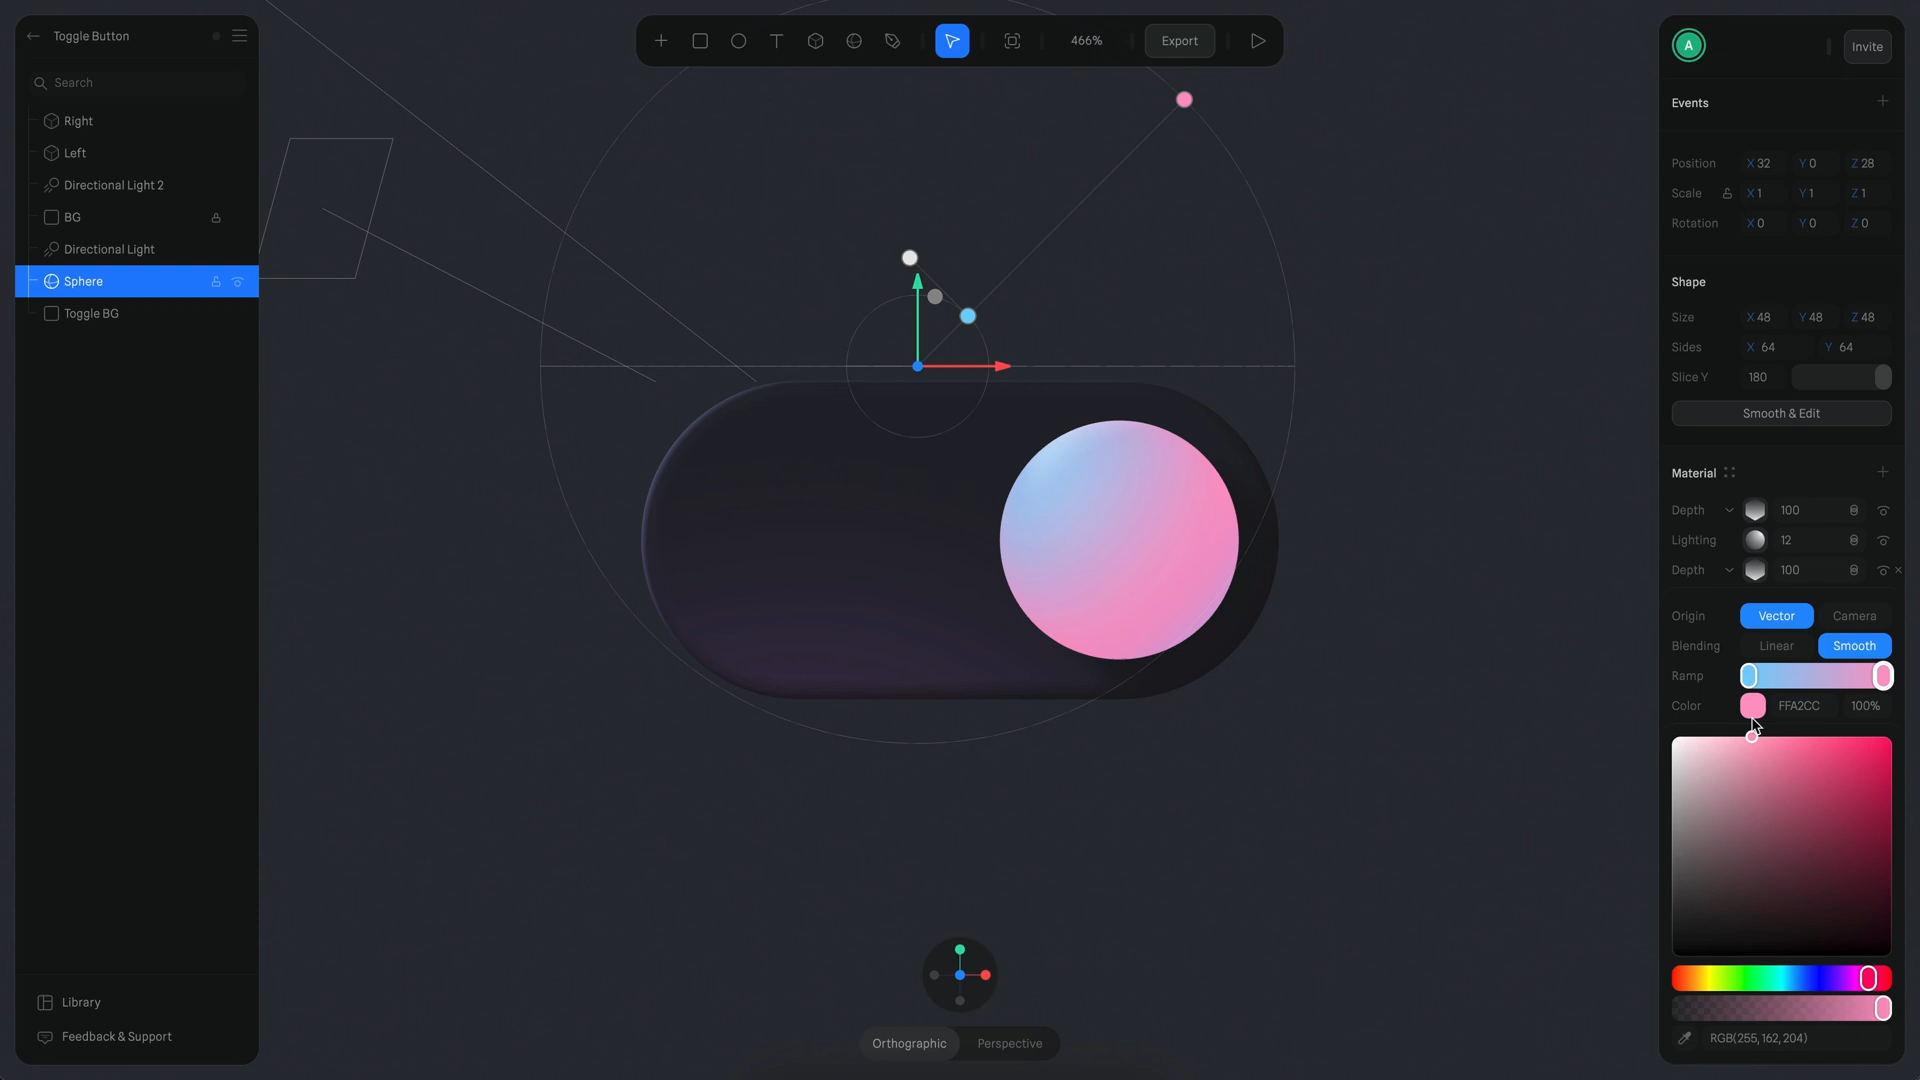 Toggle Button
Search
Right
Left
Directional Light 2
BG
Directional Light
Sphere
Toggle BG
Library
Feedback & Support
466%
Export
Orthographic
Perspective
A
Invite
Events
Position X 32 Y 0 Z 28
Scale X 1 Y 1 Z 1
Rotation X 0 Y 0 Z 0
Shape
Size X 48 Y 48 Z 48
Sides X 64 Y 64
Slice Y 180
Smooth & Edit
Material
Depth 100
Lighting 12
Depth 100
Origin Vector Camera
Blending Linear Smooth
Ramp
Color FFA2CC 100%
RGB(255, 162, 204)